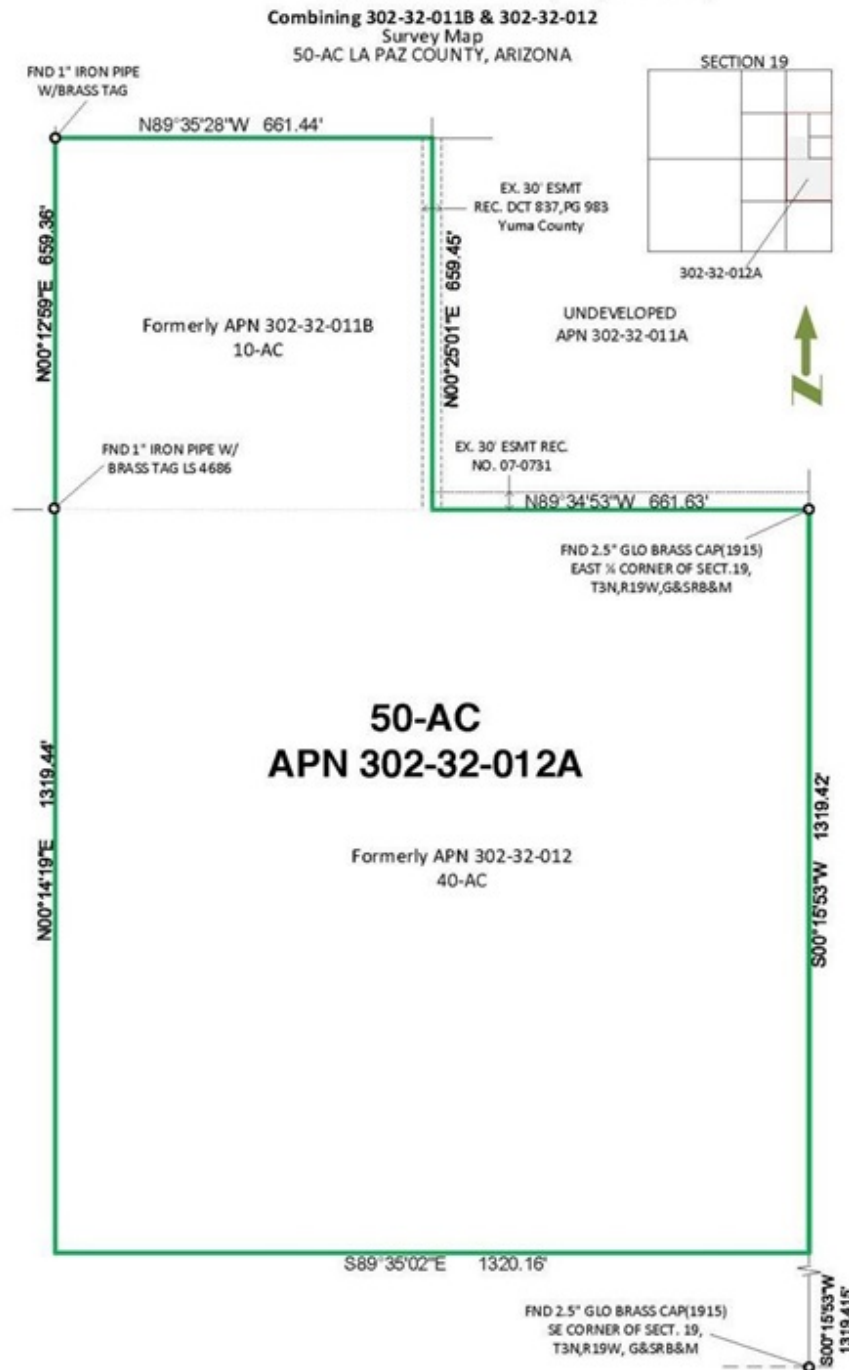 Combining 302-32-011B & 302-32-012
Survey Map
50-AC LA PAZ COUNTY, ARIZONA
FND 1" IRON PIPE
W/BRASS TAG
N89°35'28"W 661.44'
SECTION 19
302-32-012A
EX. 30' ESMT
REC. DCT 837,PG 983
Yuma County
N00°12'59"E 659.36'
N00°25'01"E 659.45'
Formerly APN 302-32-011B
10-AC
UNDEVELOPED
APN 302-32-011A
N
FND 1" IRON PIPE W/
BRASS TAG LS 4686
EX. 30' ESMT REC.
NO. 07-0731
N89°34'53"W 661.63'
FND 2.5" GLO BRASS CAP(1915)
EAST ¼ CORNER OF SECT.19,
T3N,R19W,G&SRB&M
50-AC
APN 302-32-012A
N00°14'19"E 1319.44'
S00°15'53"W 1319.42'
Formerly APN 302-32-012
40-AC
S89°35'02"E 1320.16'
FND 2.5" GLO BRASS CAP(1915)
SE CORNER OF SECT. 19,
T3N,R19W, G&SRB&M
S00°15'53"W
1319.415'